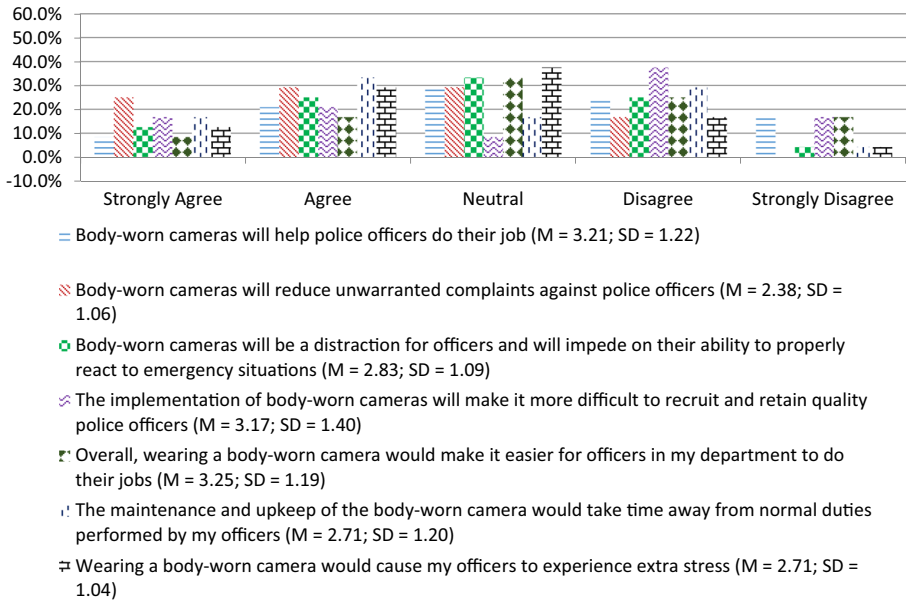 60.0%
50.0%
40.0%
30.0%
20.0%
10.0%
0.0%
-10.0%
Strongly Agree Agree Neutral Disagree Strongly Disagree
Body-worn cameras will help police officers do their job (M = 3.21; SD = 1.22)
Body-worn cameras will reduce unwarranted complaints against police officers (M = 2.38; SD =
1.06)
Body-worn cameras will be a distraction for officers and will impede on their ability to properly
react to emergency situations (M = 2.83; SD = 1.09)
The implementation of body-worn cameras will make it more difficult to recruit and retain quality
police officers (M = 3.17; SD = 1.40)
Overall, wearing a body-worn camera would make it easier for officers in my department to do
their jobs (M = 3.25; SD = 1.19)
The maintenance and upkeep of the body-worn camera would take time away from normal duties
performed by my officers (M = 2.71; SD = 1.20)
Wearing a body-worn camera would cause my officers to experience extra stress (M = 2.71; SD =
1.04)